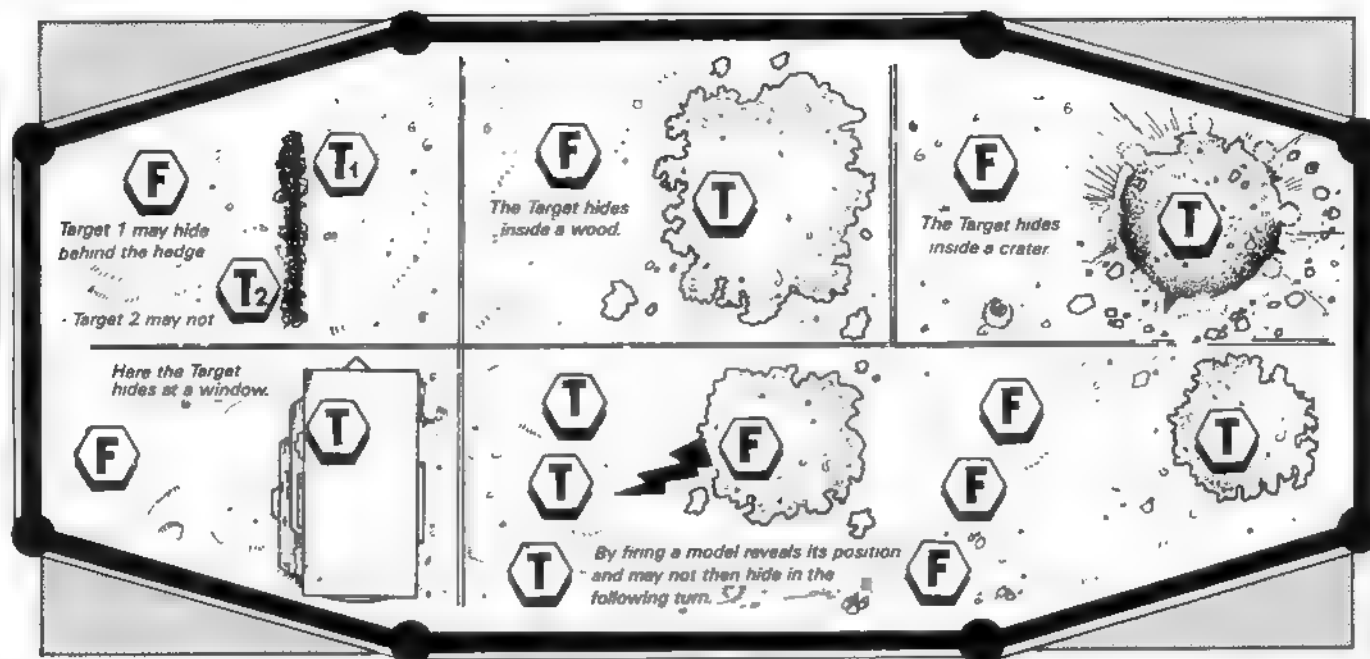 F
T1
Target 1 may hide
behind the hedge
T2
Target 2 may not
F
The Target hides
inside a wood.
T
F
The Target hides
inside a crater
T
Here the Target
hides at a window.
F
T
T
T
T
F
By firing a model reveals its position
and may not then hide in the
following turn.
F
F
F
T